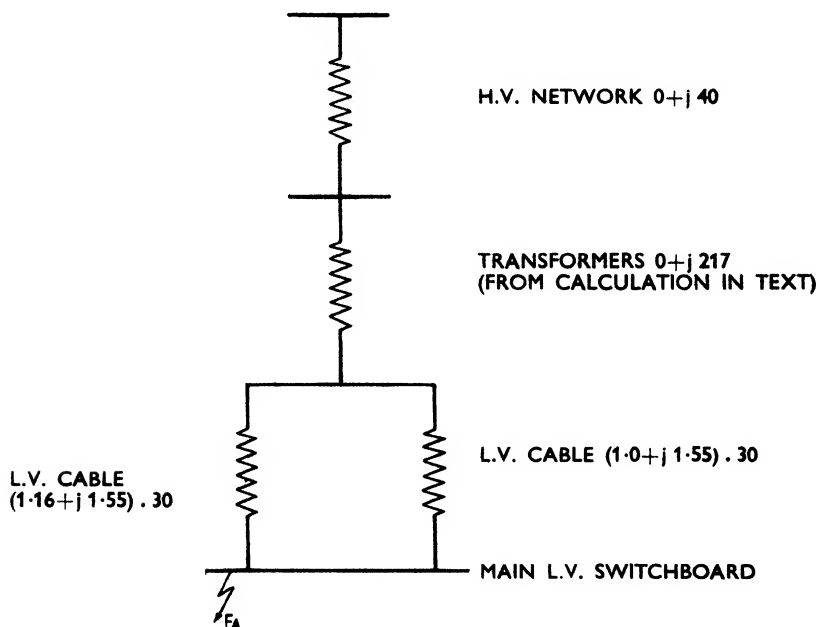 H.V. NETWORK 0+j 40
TRANSFORMERS 0+j 217
(FROM CALCULATION IN TEXT)
L.V. CABLE (1·0+j 1·55) . 30
L.V. CABLE
(1·16+j 1·55) . 30
MAIN L.V. SWITCHBOARD
FA